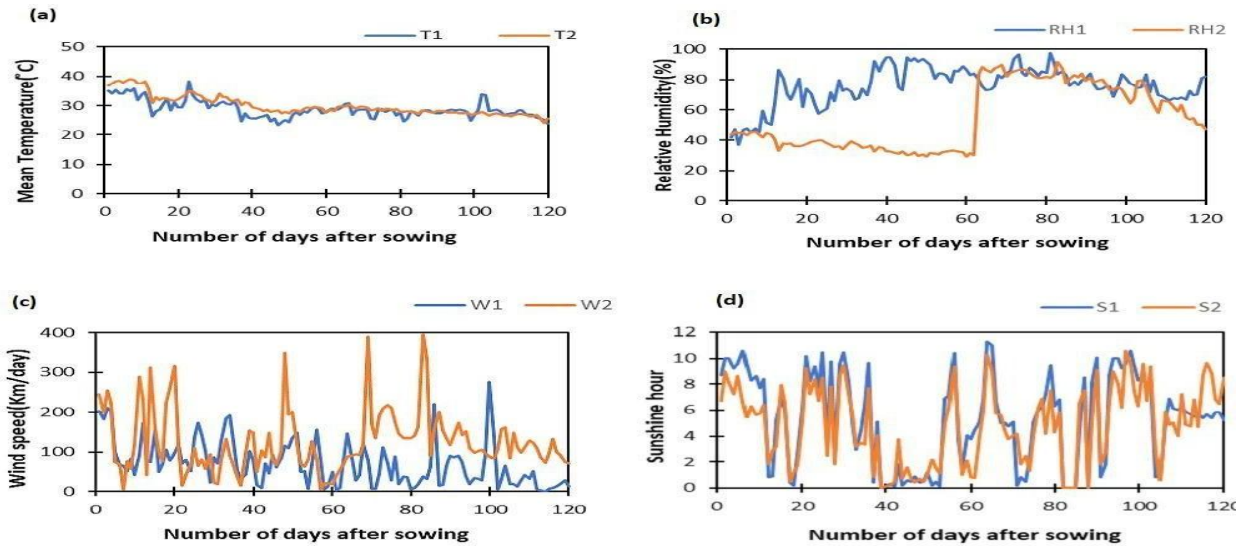 (a)
T1 T2
Mean Temperature(°C)
50
40
30
20
10
0
0 20 40 60 80 100 120
Number of days after sowing
(b)
RH1 RH2
Relative Humidity(%)
100
80
60
40
20
0
0 20 40 60 80 100 120
Number of days after sowing
(c)
W1 W2
Wind speed(Km/day)
400
300
200
100
0
0 20 40 60 80 100 120
Number of days after sowing
(d)
S1 S2
Sunshine hour
12
10
8
6
4
2
0
0 20 40 60 80 100 120
Number of days after sowing